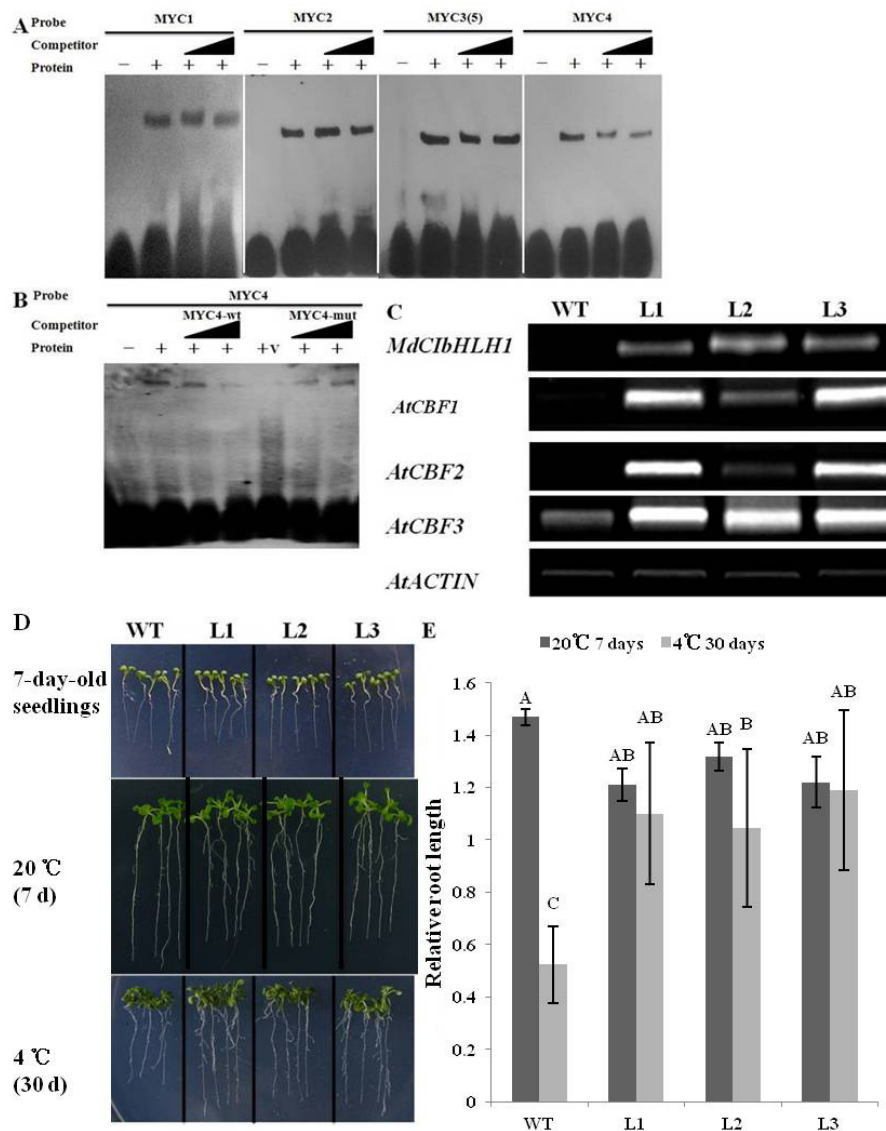 A Probe MYC1 MYC2 MYC3(5) MYC4
Competitor
Protein − + + + − + + + − + + + − + + +
B Probe MYC4
Competitor MYC4-wt MYC4-mut
Protein − + + + +v + +
C WT L1 L2 L3
MdCIbHLH1
AtCBF1
AtCBF2
AtCBF3
AtACTIN
D WT L1 L2 L3
7-day-old
seedlings
20 ℃
(7 d)
4 ℃
(30 d)
E
20℃ 7 days 4℃ 30 days
Relative root length
1.6
1.4
1.2
1
0.8
0.6
0.4
0.2
0
A C AB AB AB B AB AB
WT L1 L2 L3